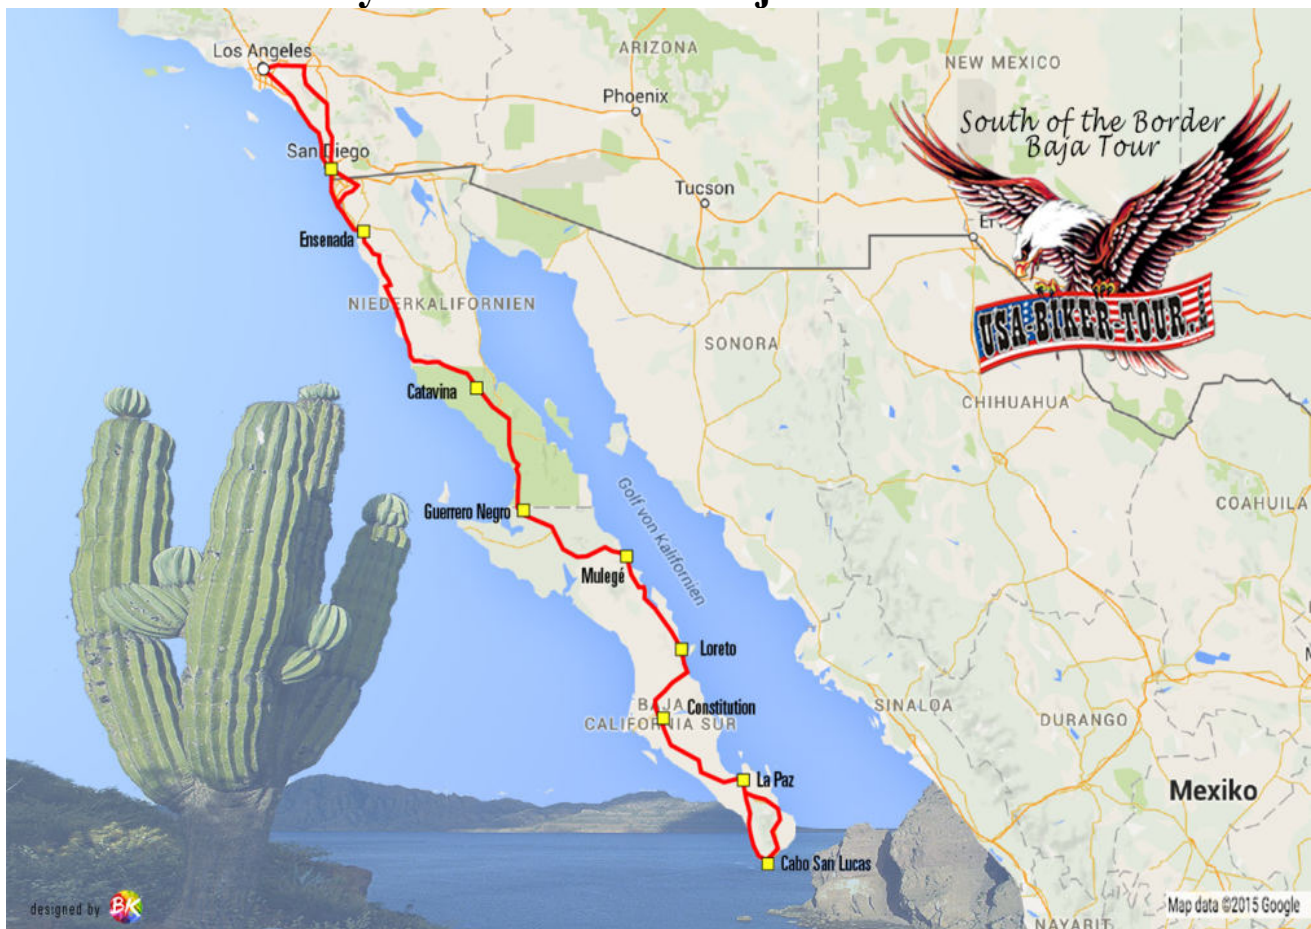 Los Angeles
ARIZONA
NEW MEXICO
Phoenix
South of the Border
Baja Tour
San Diego
Tucson
Ensenada
USA-BIKER-TOUR.
NIEDERKALIFORNIEN
SONORA
Catavina
CHIHUAHUA
Golf von Kalifornien
COAHUILA
Guerrero Negro
Mulegé
Loreto
BAJA
CALIFORNIA SUR
Constitution
SINALOA
DURANGO
La Paz
Mexiko
Cabo San Lucas
designed by BK
Map data ©2015 Google
NAYARIT